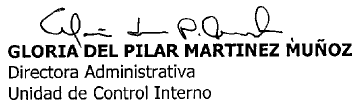 GLORIA DEL PILAR MARTINEZ MUÑOZ
Directora Administrativa
Unidad de Control Interno